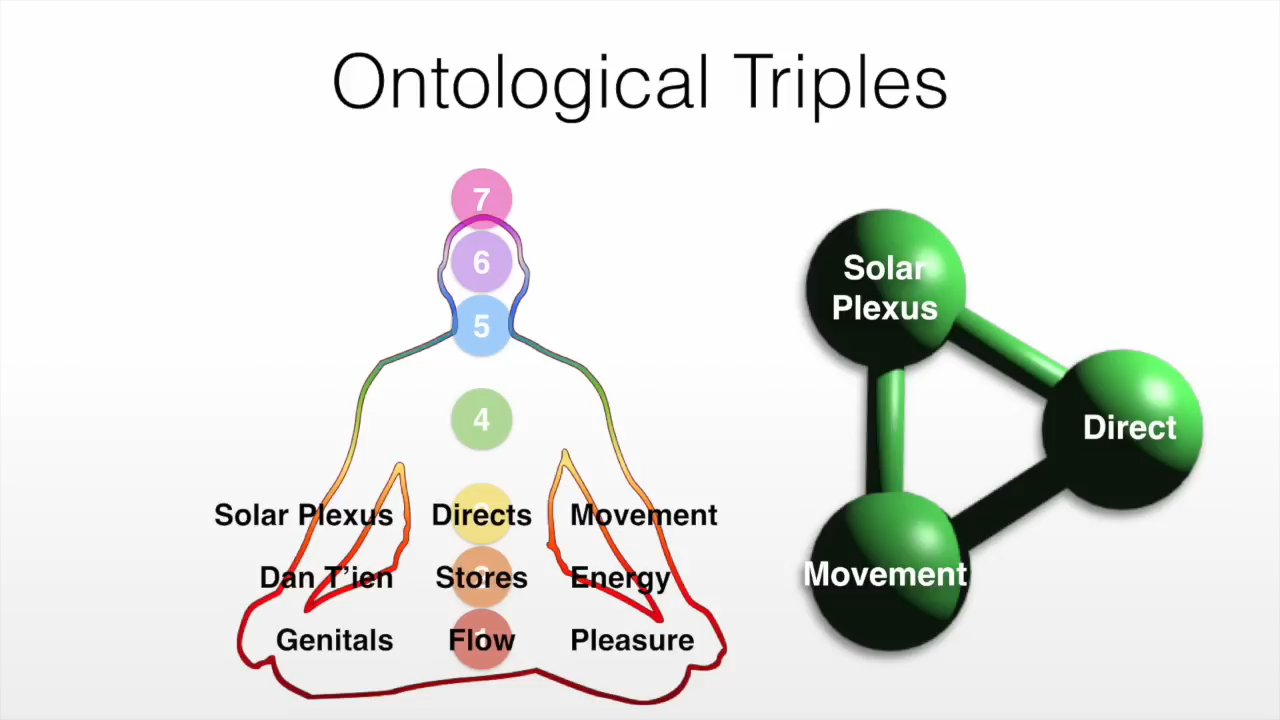 Ontological Triples
7
6
5
4
Solar Plexus Directs Movement
Dan T’ien Stores Energy
Genitals Flow Pleasure
Solar
Plexus
Direct
Movement